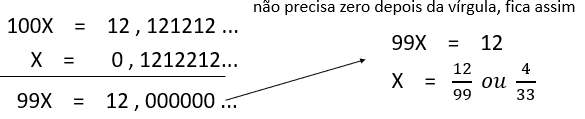 não precisa zero depois da vírgula, fica assim
100X = 12 , 121212 ...
X = 0 , 1212212...
99X = 12 , 000000 ...
99X = 12
X = 12/99 ou 4/33